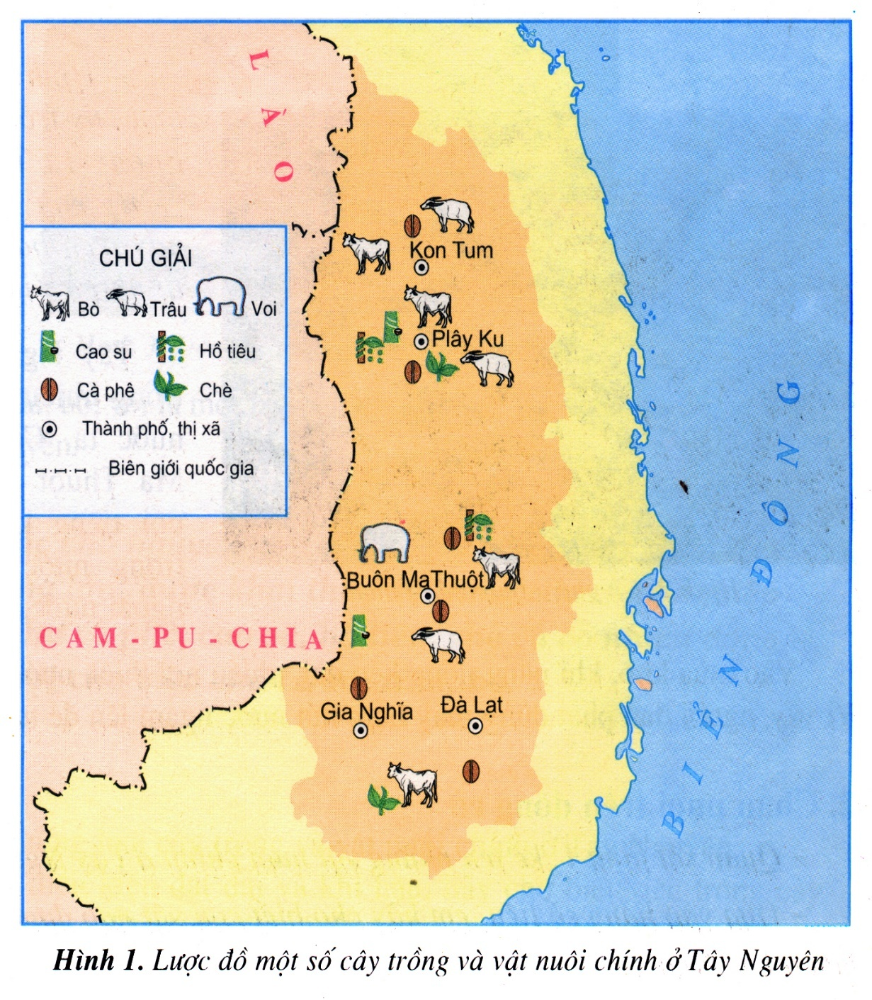 LÀO
CHÚ GIẢI
Bò Trâu Voi
Cao su Hồ tiêu
Cà phê Chè
Thành phố, thị xã
Biên giới quốc gia
Kon Tum
Plây Ku
Buôn Ma Thuột
CAM - PU - CHIA
Gia Nghĩa
Đà Lạt
BIỂN ĐÔNG
Hình 1. Lược đồ một số cây trồng và vật nuôi chính ở Tây Nguyên